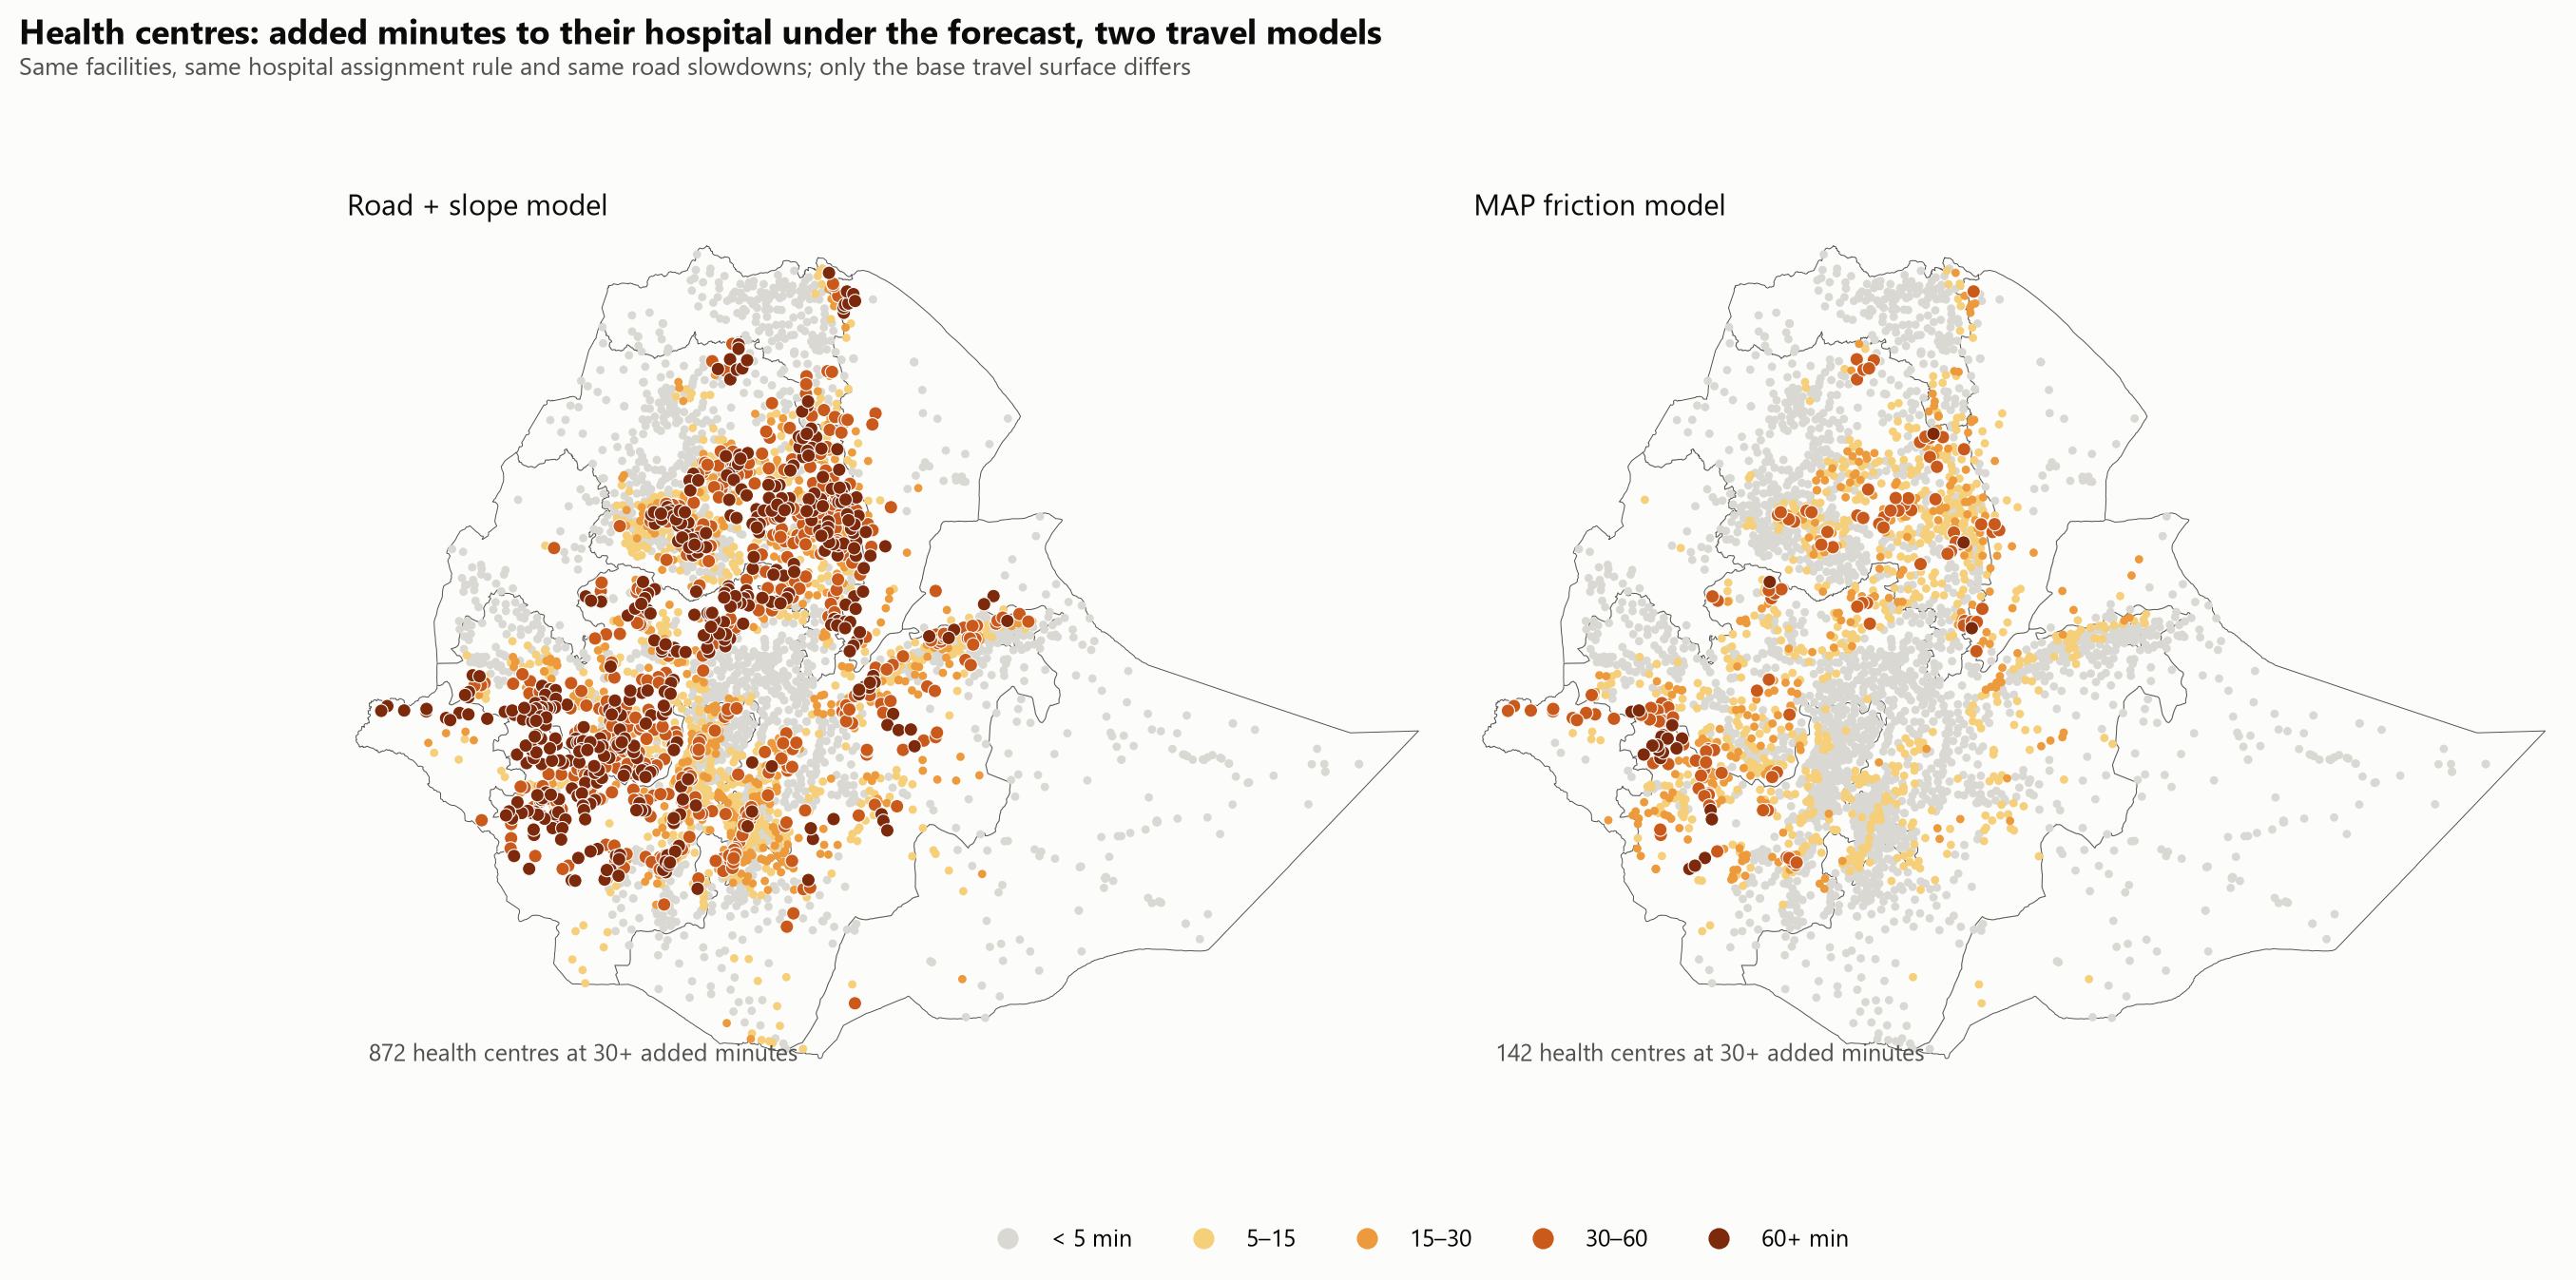 Health centres: added minutes to their hospital under the forecast, two travel models
Same facilities, same hospital assignment rule and same road slowdowns; only the base travel surface differs
Road + slope model
MAP friction model
872 health centres at 30+ added minutes
142 health centres at 30+ added minutes
< 5 min
5–15
15–30
30–60
60+ min